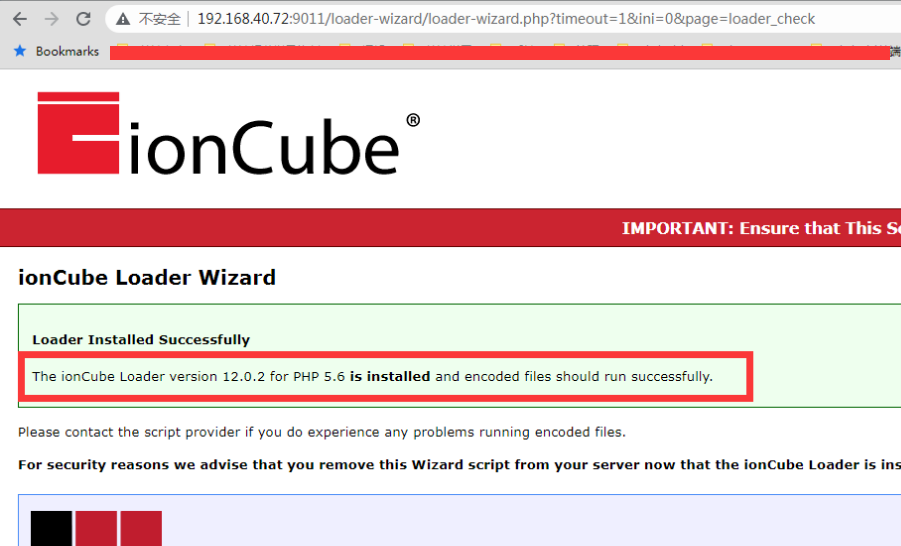 不安全 192.168.40.72:9011/loader-wizard/loader-wizard.php?timeout=1&ini=0&page=loader_check
Bookmarks
ionCube®
IMPORTANT: Ensure that This
ionCube Loader Wizard
Loader Installed Successfully
The ionCube Loader version 12.0.2 for PHP 5.6 is installed and encoded files should run successfully.
Please contact the script provider if you do experience any problems running encoded files.
For security reasons we advise that you remove this Wizard script from your server now that the ionCube Loader is